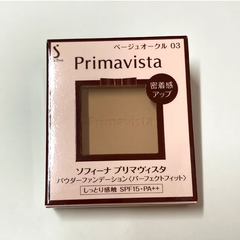 ベージュオークル 03
Primavista
密着感
アップ
ソフィーナ プリマヴィスタ
パウダーファンデーション〈パーフェクトフィット〉
しっとり感触 SPF15・PA++